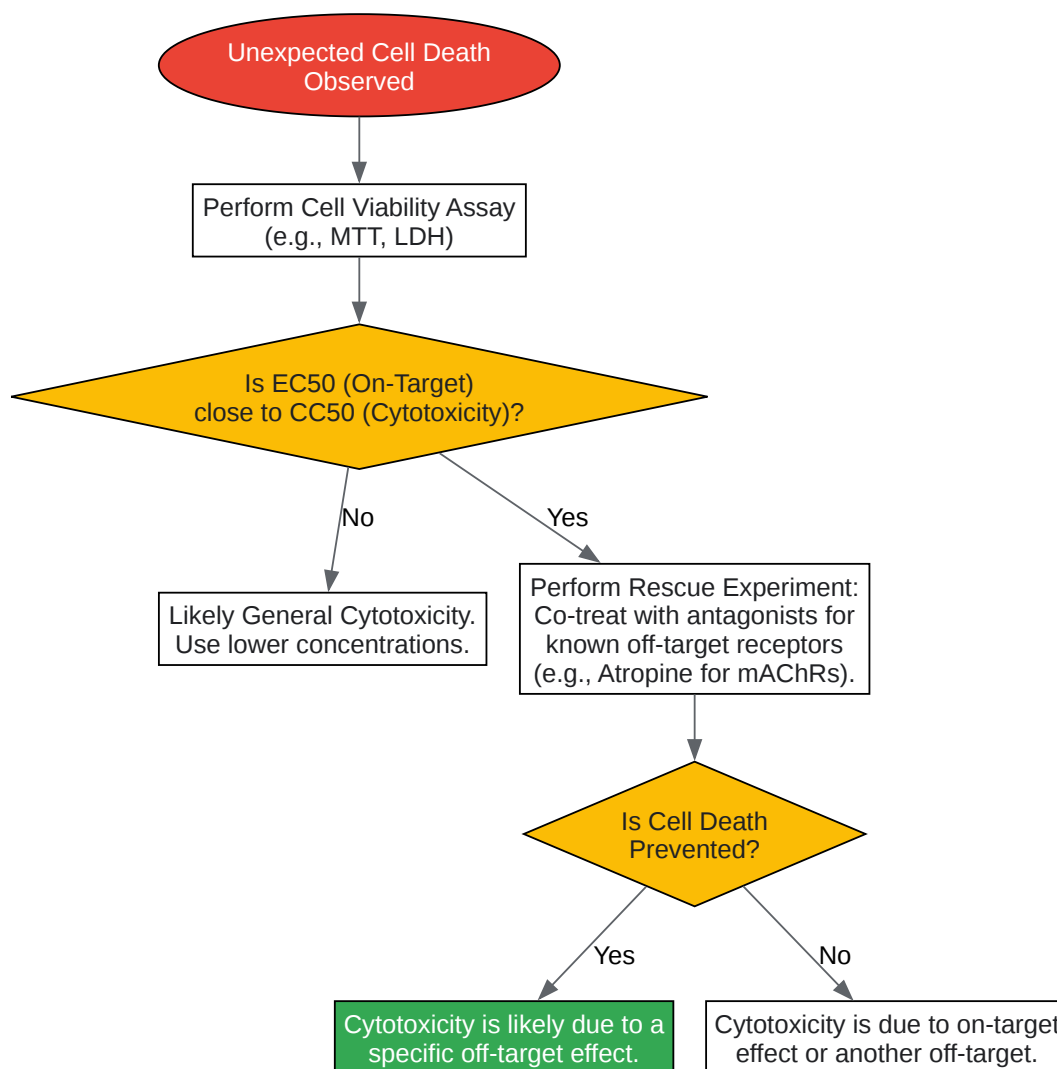 Unexpected Cell Death
Observed
Perform Cell Viability Assay
(e.g., MTT, LDH)
Is EC50 (On-Target)
close to CC50 (Cytotoxicity)?
No
Yes
Likely General Cytotoxicity.
Use lower concentrations.
Perform Rescue Experiment:
Co-treat with antagonists for
known off-target receptors
(e.g., Atropine for mAChRs).
Is Cell Death
Prevented?
Yes
No
Cytotoxicity is likely due to a
specific off-target effect.
Cytotoxicity is due to on-target
effect or another off-target.